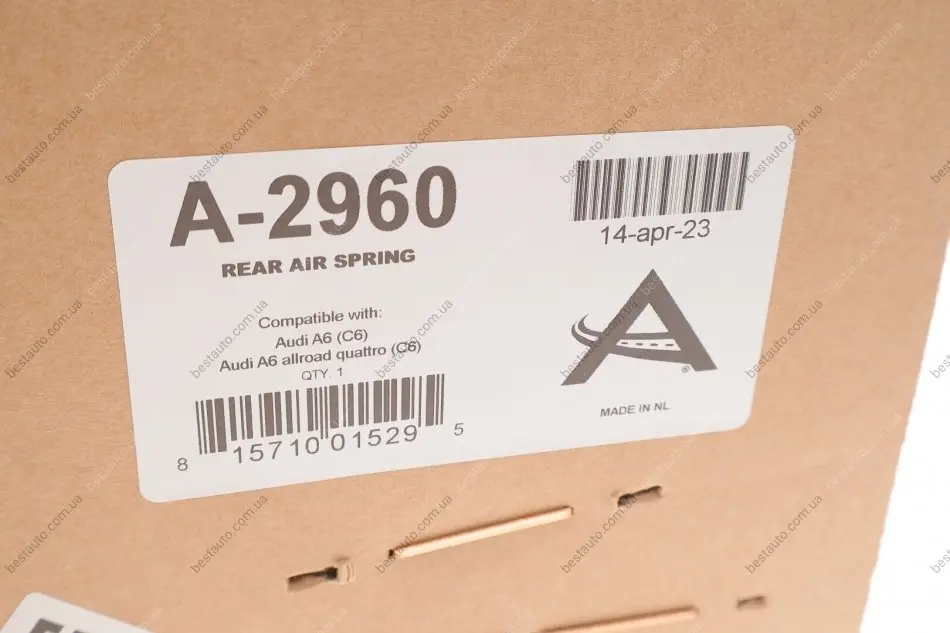 A-2960
REAR AiR SPRING
Compatible with:
Audi A6 (C6)
Audi A6 allroad quattro (C6)
QTY. 1
8 15710 01529 5
14-apr-23
®
MADE IN NL
bestauto.com.ua